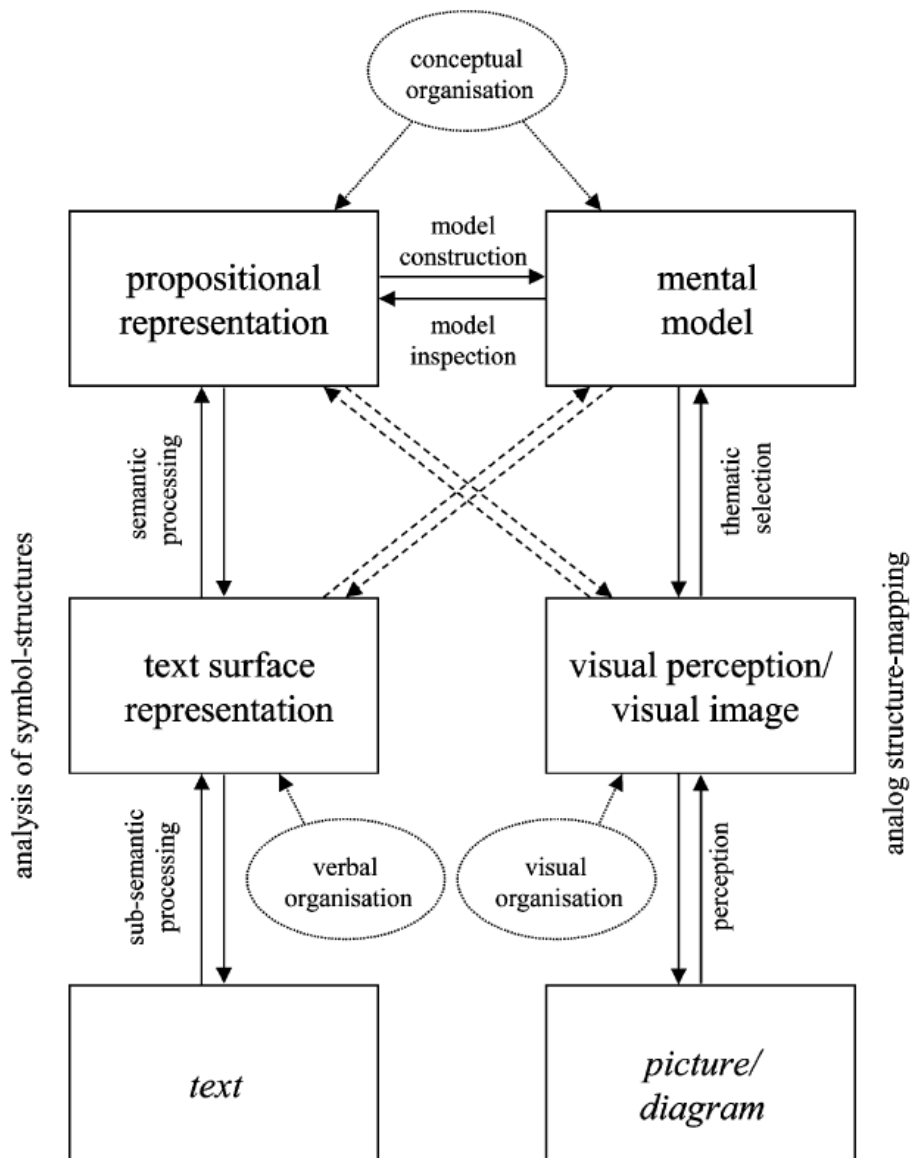 conceptual
organisation
propositional
representation
model
construction
model
inspection
mental
model
semantic
processing
thematic
selection
analysis of symbol-structures
text surface
representation
visual perception/
visual image
analog structure-mapping
sub-semantic
processing
verbal
organisation
visual
organisation
perception
text
picture/
diagram